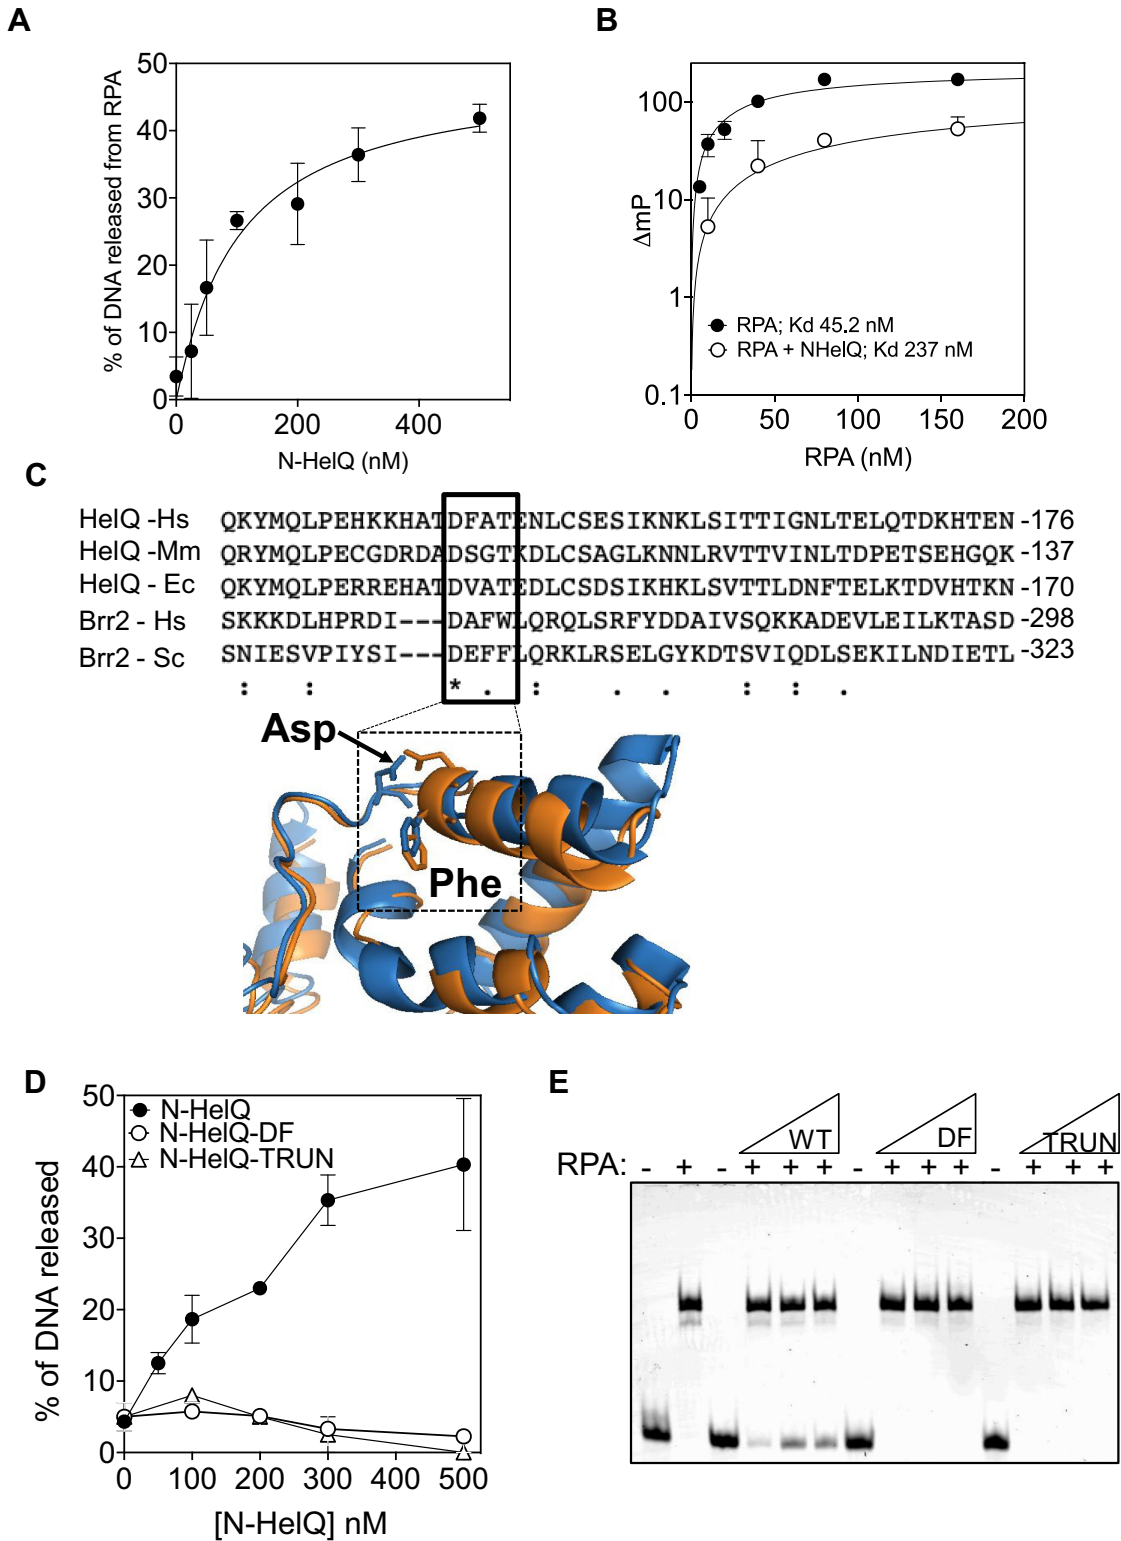 A
50
40
30
20
10
0
% of DNA released from RPA
0 200 400
N-HelQ (nM)
B
100
10
1
0.1
ΔmP
RPA; Kd 45.2 nM
RPA + NHelQ; Kd 237 nM
0 50 100 150 200
RPA (nM)
C
HelQ -Hs QKYMQLPEHKKHATDFATENLCSESIKNKLSITTIGNLTELQTDKHTEN -176
HelQ -Mm QRYMQLPECGDRDADSGTKDLCSAGLKNNLRVTTVINLTDPETSEHGQK -137
HelQ - Ec QKYMQLPERREHATDVATEDLCSDSIKHKLSVTTLDNFTELKTDVHTKN -170
Brr2 - Hs SKKKDLHPRDI---DAFWLQRQLSRFYDDAIVSQKKADEVLEILKTASD -298
Brr2 - Sc SNIESVPIYSI---DEFFLQRKLRSELGYKDTSVIQDLSEKILNDIETL -323
: : * . : . . : : .
Asp
Phe
D
50
40
30
20
10
0
% of DNA released
N-HelQ
N-HelQ-DF
N-HelQ-TRUN
0 100 200 300 400 500
[N-HelQ] nM
E
WT DF TRUN
RPA: - + - + + + - + + + - + + +